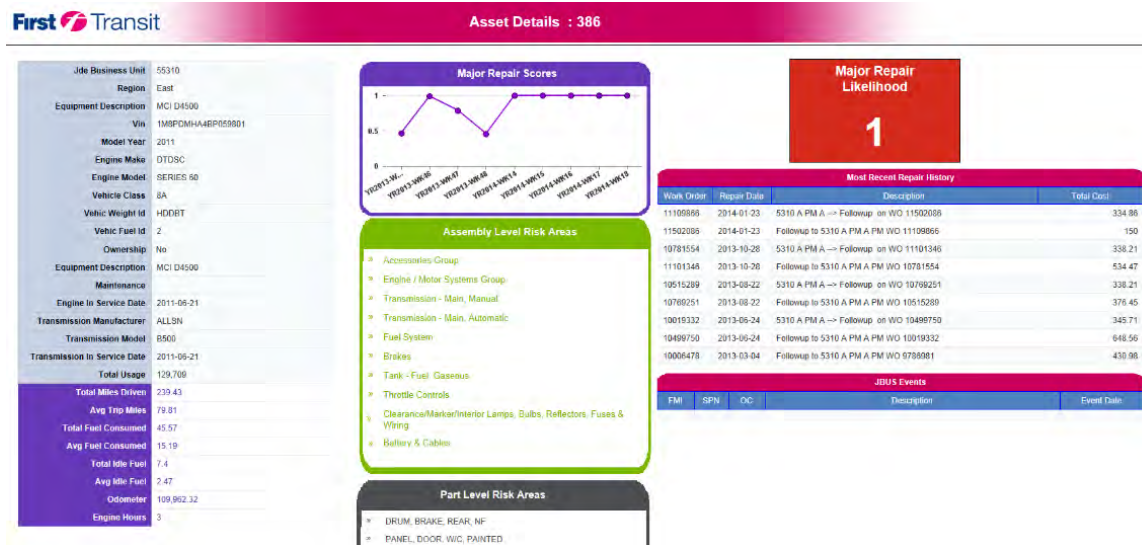 First Transit
Asset Details : 386
Jde Business Unit 55310
Region East
Equipment Description MCI D4500
Vin 1M8PDMHA4BP059801
Model Year 2011
Engine Make DTDSC
Engine Model SERIES 60
Vehicle Class 8A
Vehic Weight Id HDDBT
Vehic Fuel Id 2
Ownership No
Equipment Description MCI D4500
Maintenance
Engine In Service Date 2011-06-21
Transmission Manufacturer ALLSN
Transmission Model B500
Transmission In Service Date 2011-06-21
Total Usage 129,709
Total Miles Driven 239.43
Avg Trip Miles 79.81
Total Fuel Consumed 45.57
Avg Fuel Consumed 15.19
Total Idle Fuel 7.4
Avg Idle Fuel 2.47
Odometer 109,962.32
Engine Hours 3
Major Repair Scores
1
0.5
0
YR2013-W...
YR2013-WK46
YR2013-WK47
YR2013-WK48
YR2014-WK14
YR2014-WK15
YR2014-WK16
YR2014-WK17
YR2014-WK18
Assembly Level Risk Areas
» Accessories Group
» Engine / Motor Systems Group
» Transmission - Main, Manual
» Transmission - Main, Automatic
» Fuel System
» Brakes
» Tank - Fuel Gaseous
» Throttle Controls
» Clearance/Marker/Interior Lamps, Bulbs, Reflectors, Fuses &
Wiring
» Battery & Cables
Part Level Risk Areas
» DRUM, BRAKE, REAR, NF
» PANEL, DOOR, W/C, PAINTED
Major Repair
Likelihood
1
Most Recent Repair History
Work Order Repair Date Description Total Cost
11109866 2014-01-23 5310 A PM A --> Followup on WO 11502086 334.86
11502086 2014-01-23 Followup to 5310 A PM A PM WO 11109866 150
10781554 2013-10-28 5310 A PM A --> Followup on WO 11101346 338.21
11101346 2013-10-28 Followup to 5310 A PM A PM WO 10781554 534.47
10515289 2013-08-22 5310 A PM A --> Followup on WO 10769251 338.21
10769251 2013-08-22 Followup to 5310 A PM A PM WO 10515289 376.45
10019332 2013-06-24 5310 A PM A --> Followup on WO 10499750 345.71
10499750 2013-06-24 Followup to 5310 A PM A PM WO 10019332 648.56
10006478 2013-03-04 Followup to 5310 A PM A PM WO 9786981 430.98
JBUS Events
FMI SPN OC Description Event Date